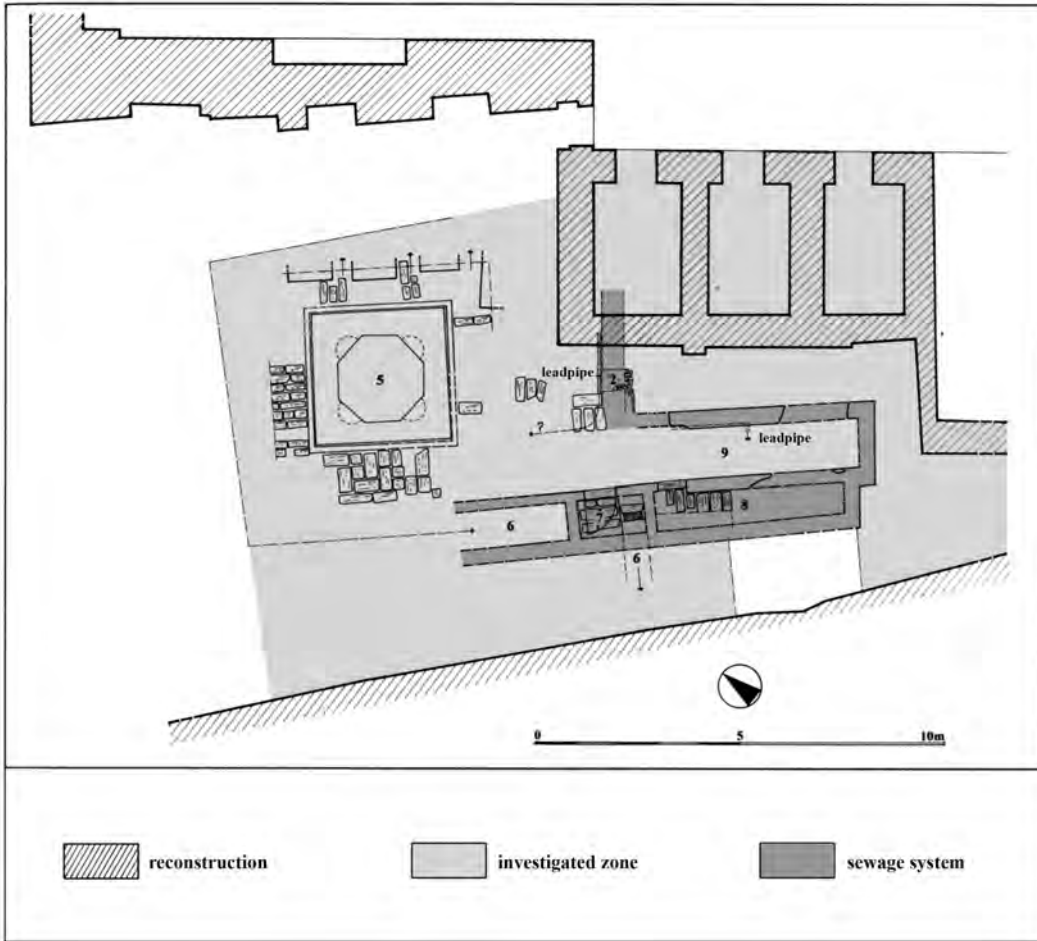 5
leadpipe
2
?
leadpipe
9
6
7
8
6
0 5 10m
reconstruction
investigated zone
sewage system